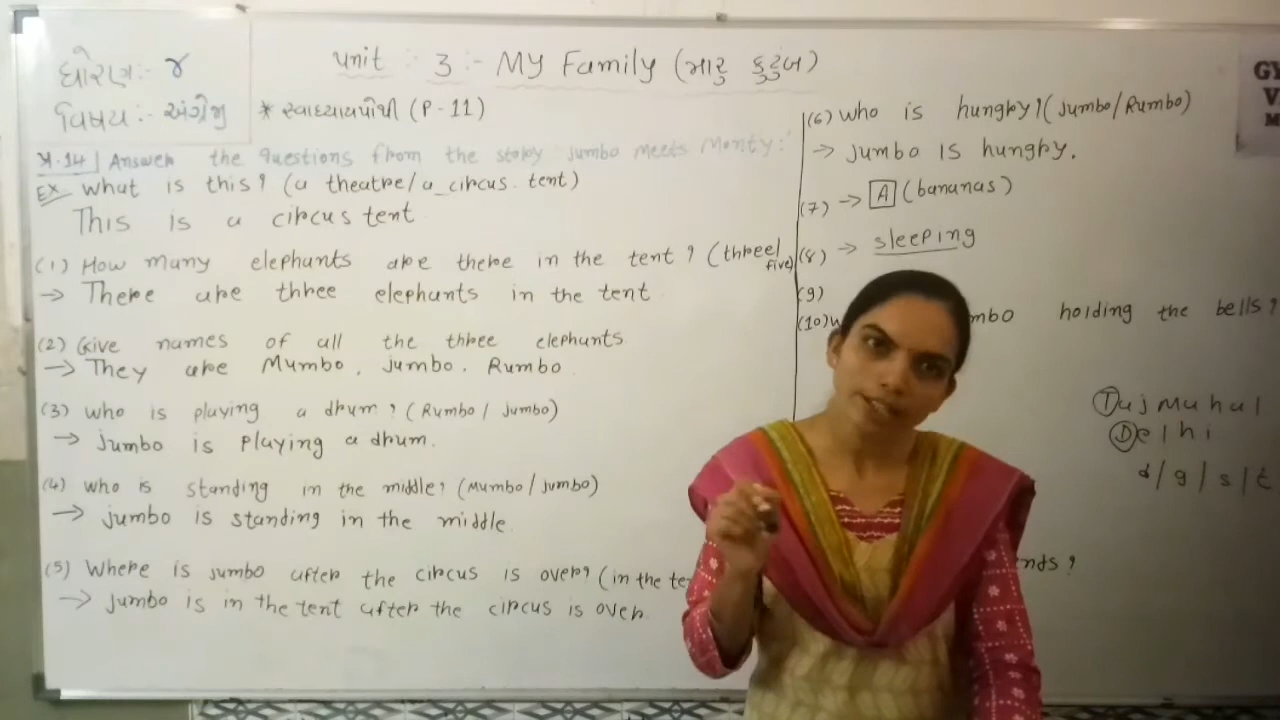 ધોરણ:- ૪
વિષય:- અંગ્રેજી
Unit :- 3 :- My Family (મારુ કુટુંબ)
* સ્વાધ્યાયપોથી (P-11)
પ્ર.14 Answer the questions from the story Jumbo meets Monty:
Ex. What is this? (a theatre/a circus tent)
This is a circus tent
(1) How many elephants are there in the tent? (three/five)
→ There are three elephants in the tent
(2) Give names of all the three elephants
→ They are Mumbo, Jumbo. Rumbo.
(3) Who is playing a drum? (Rumbo/Jumbo)
→ Jumbo is playing a drum.
(4) Who is standing in the middle? (Mumbo/Jumbo)
→ Jumbo is standing in the middle.
(5) Where is Jumbo after the circus is over? (in the te
→ Jumbo is in the tent after the circus is over.
(6) Who is hungry? (Jumbo/Rumbo)
→ Jumbo is hungry.
(7) → A (bananas)
(8) → sleeping
(9)
(10) mbo holding the bells?
Tajmahal
Delhi
d/g/s/t
nds?
GY
V
M